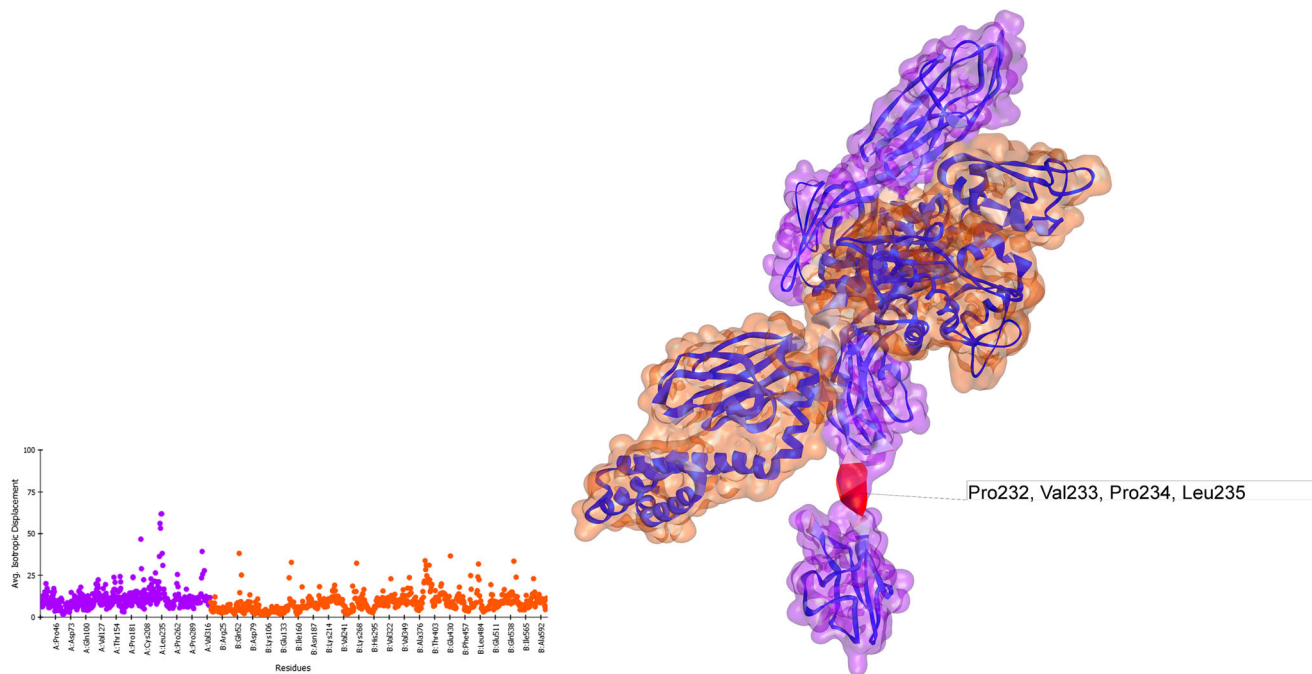 Pro232, Val233, Pro234, Leu235
100
75
50
25
0
Avg. Isotropic Displacement
A:Pro46
A:Asp73
A:Gln100
A:Val127
A:Thr154
A:Pro181
A:Cys208
A:Leu235
A:Pro262
A:Pro289
A:Val316
B:Arg25
B:Gln52
B:Asp79
B:Lys106
B:Glu133
B:Ile160
B:Asn187
B:Lys214
B:Val241
B:Lys268
B:His295
B:Val322
B:Val349
B:Ala376
B:Thr403
B:Glu430
B:Phe457
B:Leu484
B:Glu511
B:Gln538
B:Ile565
B:Ala592
Residues